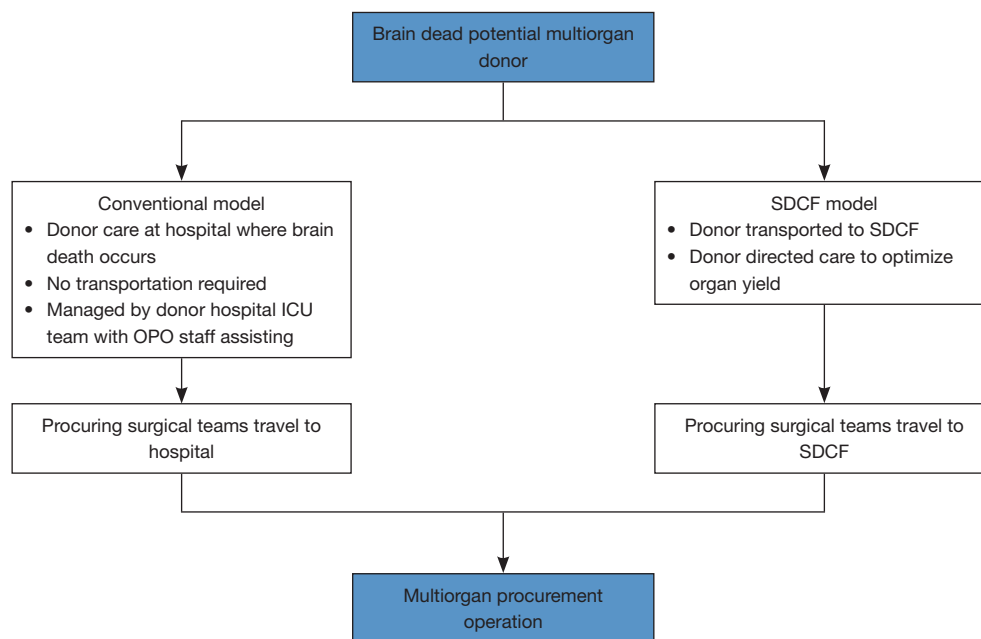 Brain dead potential multiorgan
donor
Conventional model
• Donor care at hospital where brain
death occurs
• No transportation required
• Managed by donor hospital ICU
team with OPO staff assisting
SDCF model
• Donor transported to SDCF
• Donor directed care to optimize
organ yield
Procuring surgical teams travel to
hospital
Procuring surgical teams travel to
SDCF
Multiorgan procurement
operation